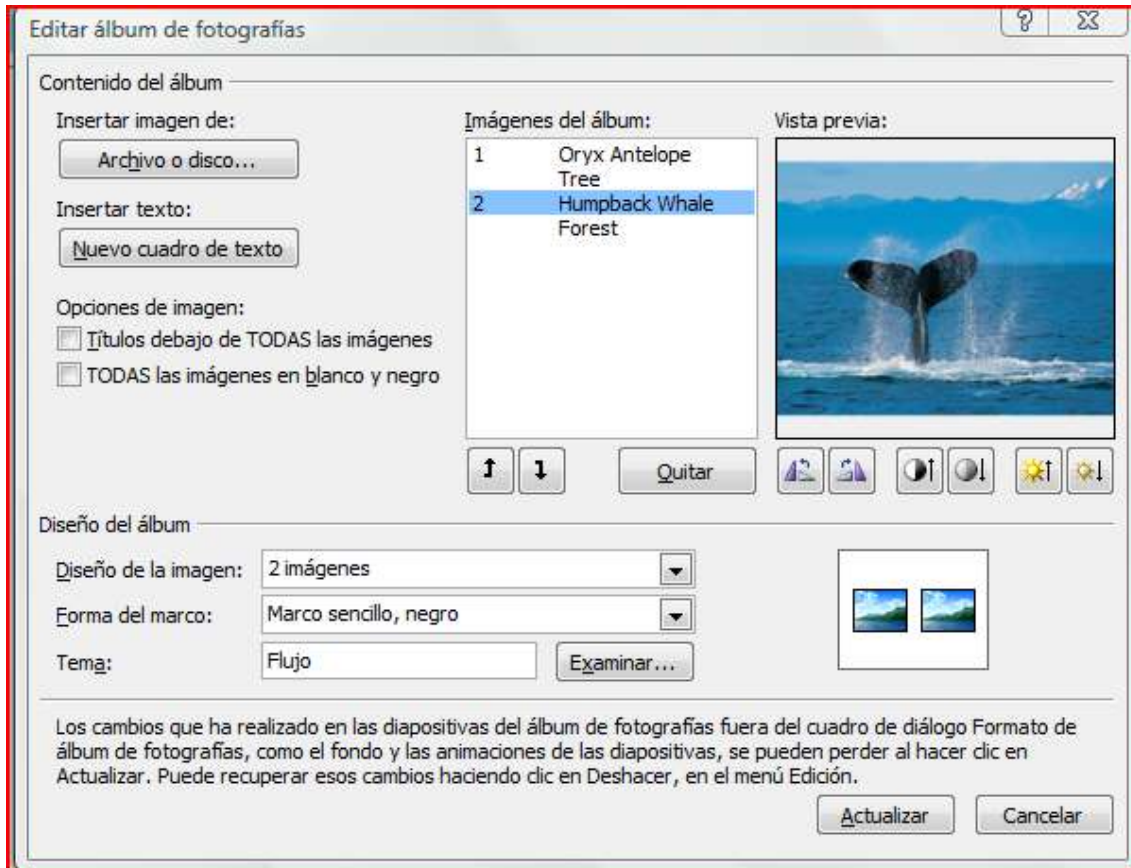 Editar álbum de fotografías
Contenido del álbum
Insertar imagen de:
Archivo o disco...
Insertar texto:
Nuevo cuadro de texto
Opciones de imagen:
Títulos debajo de TODAS las imágenes
TODAS las imágenes en blanco y negro
Imágenes del álbum:
1 Oryx Antelope
Tree
2 Humpback Whale
Forest
Quitar
Vista previa:
Diseño del álbum
Diseño de la imagen: 2 imágenes
Forma del marco: Marco sencillo, negro
Tema: Flujo Examinar...
Los cambios que ha realizado en las diapositivas del álbum de fotografías fuera del cuadro de diálogo Formato de
álbum de fotografías, como el fondo y las animaciones de las diapositivas, se pueden perder al hacer clic en
Actualizar. Puede recuperar esos cambios haciendo clic en Deshacer, en el menú Edición.
Actualizar Cancelar